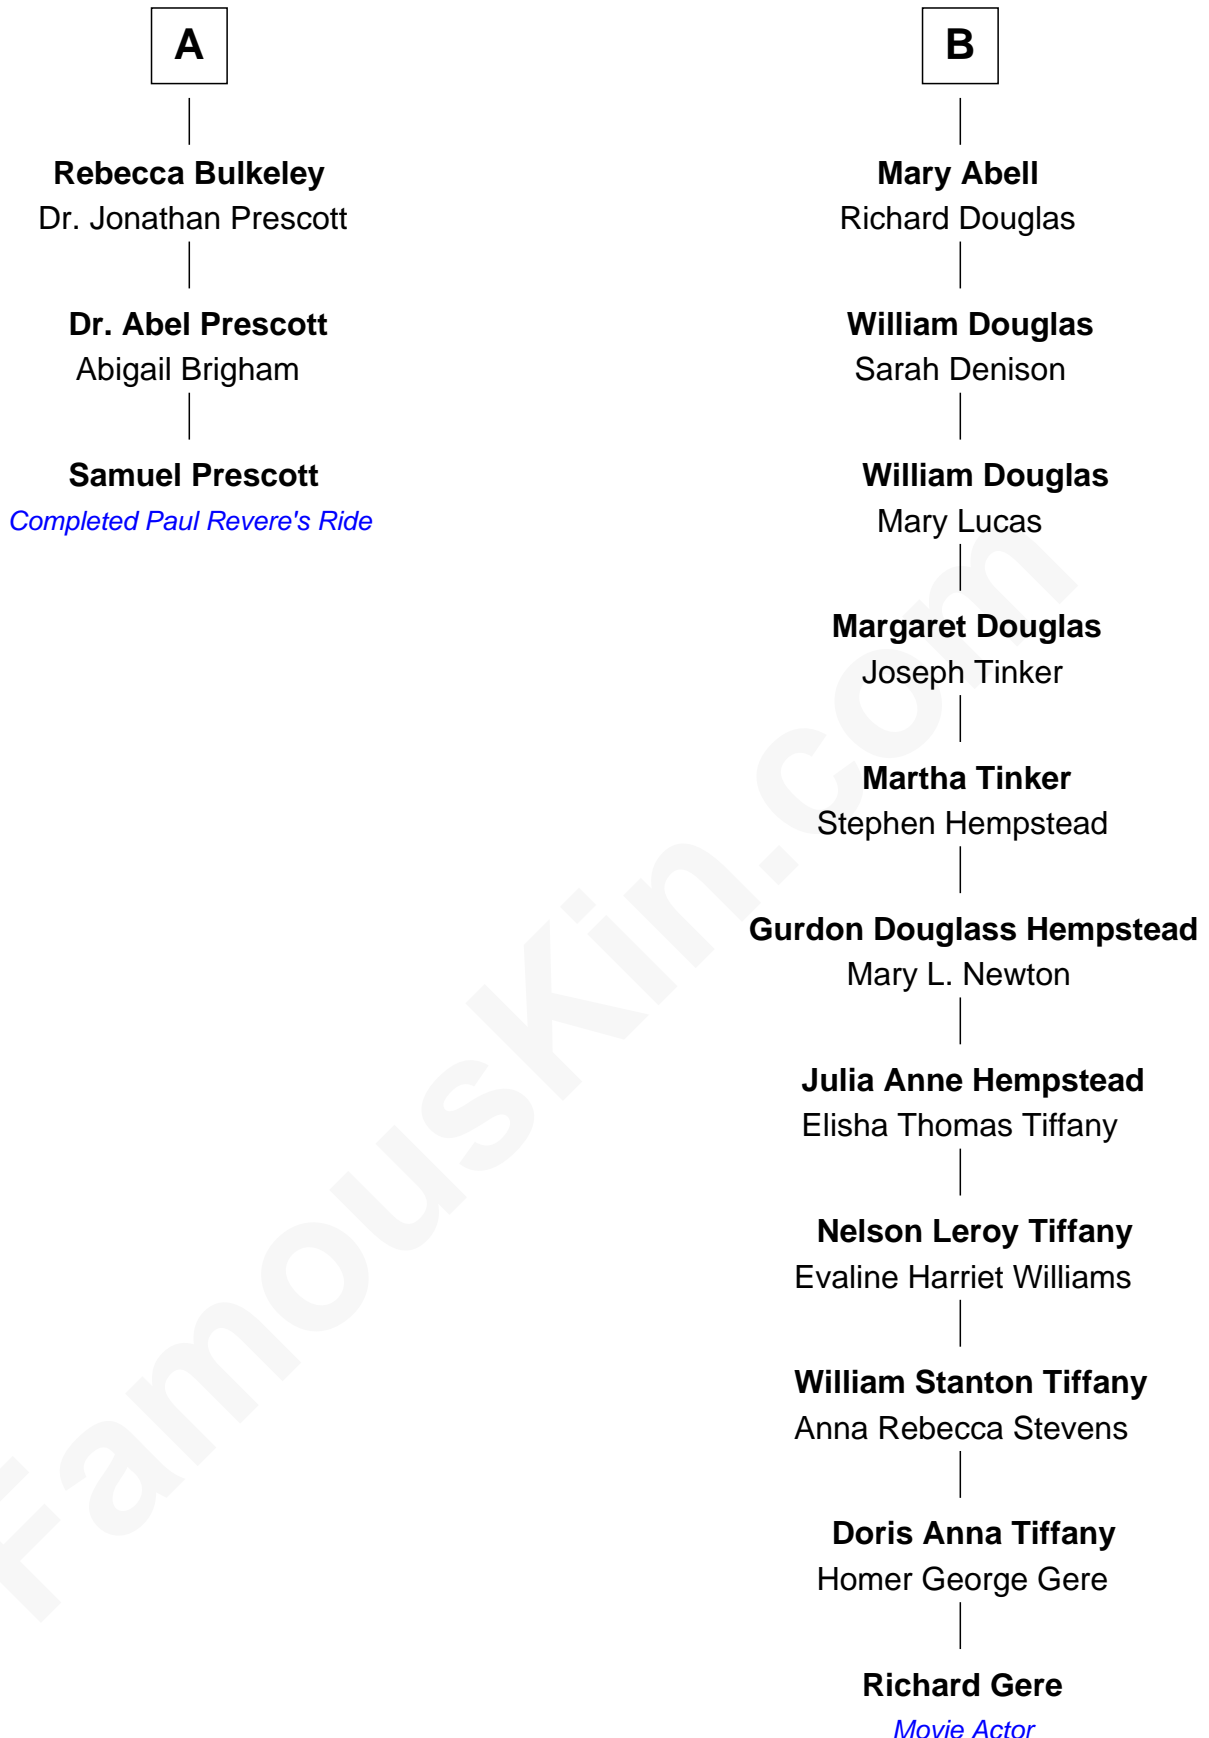 A
Rebecca Bulkeley
Dr. Jonathan Prescott
Dr. Abel Prescott
Abigail Brigham
Samuel Prescott
Completed Paul Revere's Ride
B
Mary Abell
Richard Douglas
William Douglas
Sarah Denison
William Douglas
Mary Lucas
Margaret Douglas
Joseph Tinker
Martha Tinker
Stephen Hempstead
Gurdon Douglass Hempstead
Mary L. Newton
Julia Anne Hempstead
Elisha Thomas Tiffany
Nelson Leroy Tiffany
Evaline Harriet Williams
William Stanton Tiffany
Anna Rebecca Stevens
Doris Anna Tiffany
Homer George Gere
Richard Gere
Movie Actor
FamousKin.com